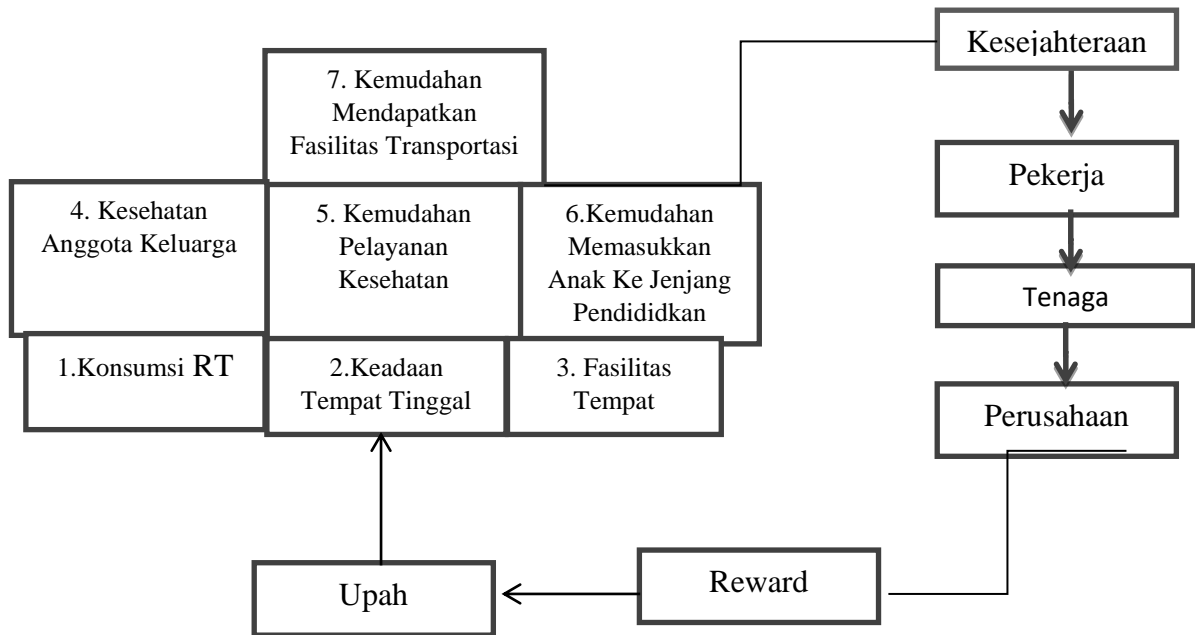 Kesejahteraan
7. Kemudahan
Mendapatkan
Fasilitas Transportasi
Pekerja
4. Kesehatan
Anggota Keluarga
5. Kemudahan
Pelayanan
Kesehatan
6.Kemudahan
Memasukkan
Anak Ke Jenjang
Pendididkan
Tenaga
1.Konsumsi RT
2.Keadaan
Tempat Tinggal
3. Fasilitas
Tempat
Perusahaan
Upah
Reward